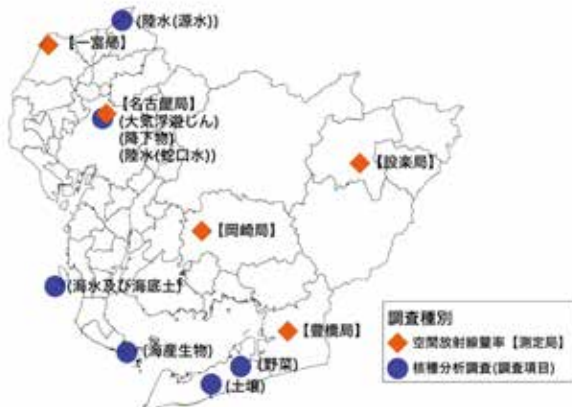 (陸水(源水))
【一宮局】
【名古屋局】
(大気浮遊じん)
(降下物)
(陸水(蛇口水))
【設楽局】
【岡崎局】
(海水及び海底土)
【豊橋局】
(海産生物)
(野菜)
(土壌)
調査種別
空間放射線量率【測定局】
核種分析調査(調査項目)